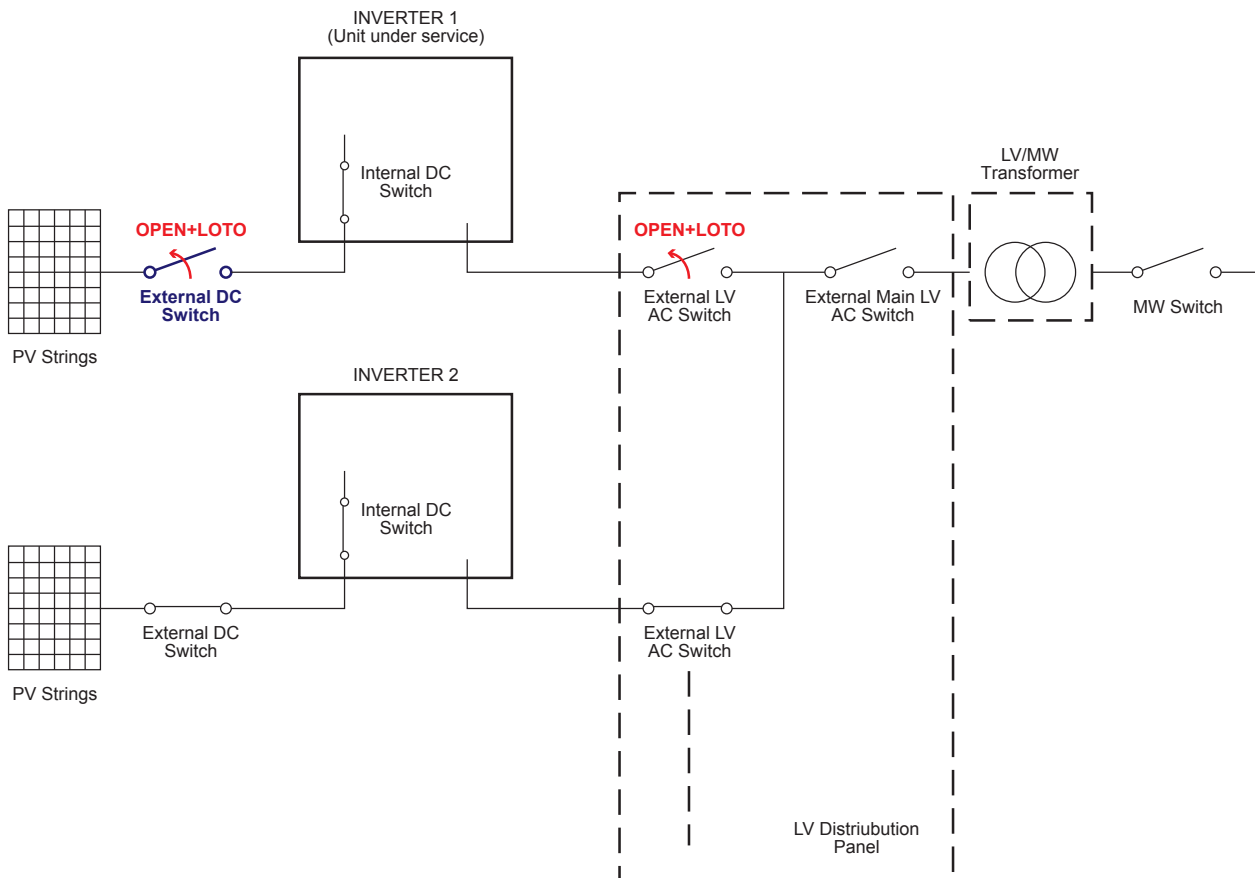 INVERTER 1
(Unit under service)
Internal DC
Switch
LV/MW
Transformer
OPEN+LOTO
OPEN+LOTO
External DC
Switch
External LV
AC Switch
External Main LV
AC Switch
MW Switch
PV Strings
INVERTER 2
Internal DC
Switch
External DC
Switch
External LV
AC Switch
PV Strings
LV Distriubution
Panel